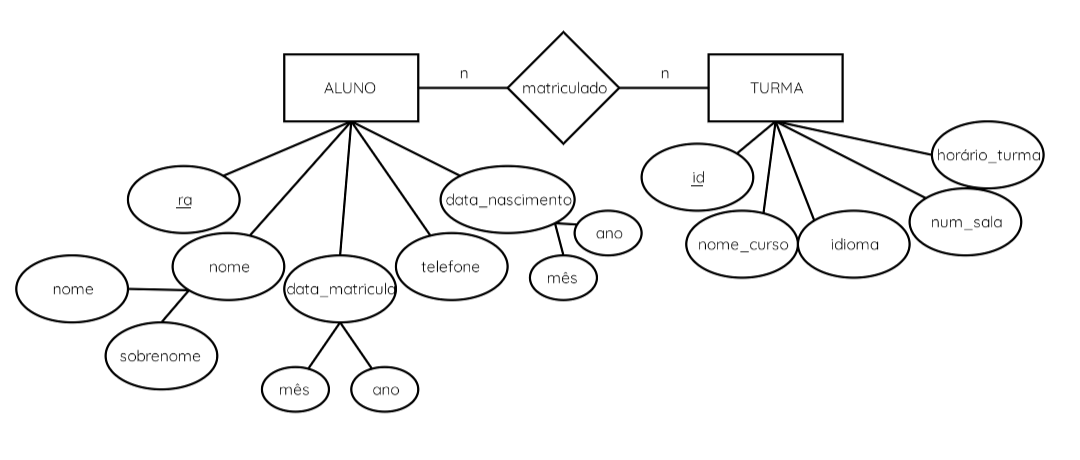 n
n
ALUNO
matriculado
TURMA
horário_turma
id
ra
data_nascimento
num_sala
ano
nome_curso
idioma
nome
telefone
mês
nome
data_matricula
sobrenome
mês
ano